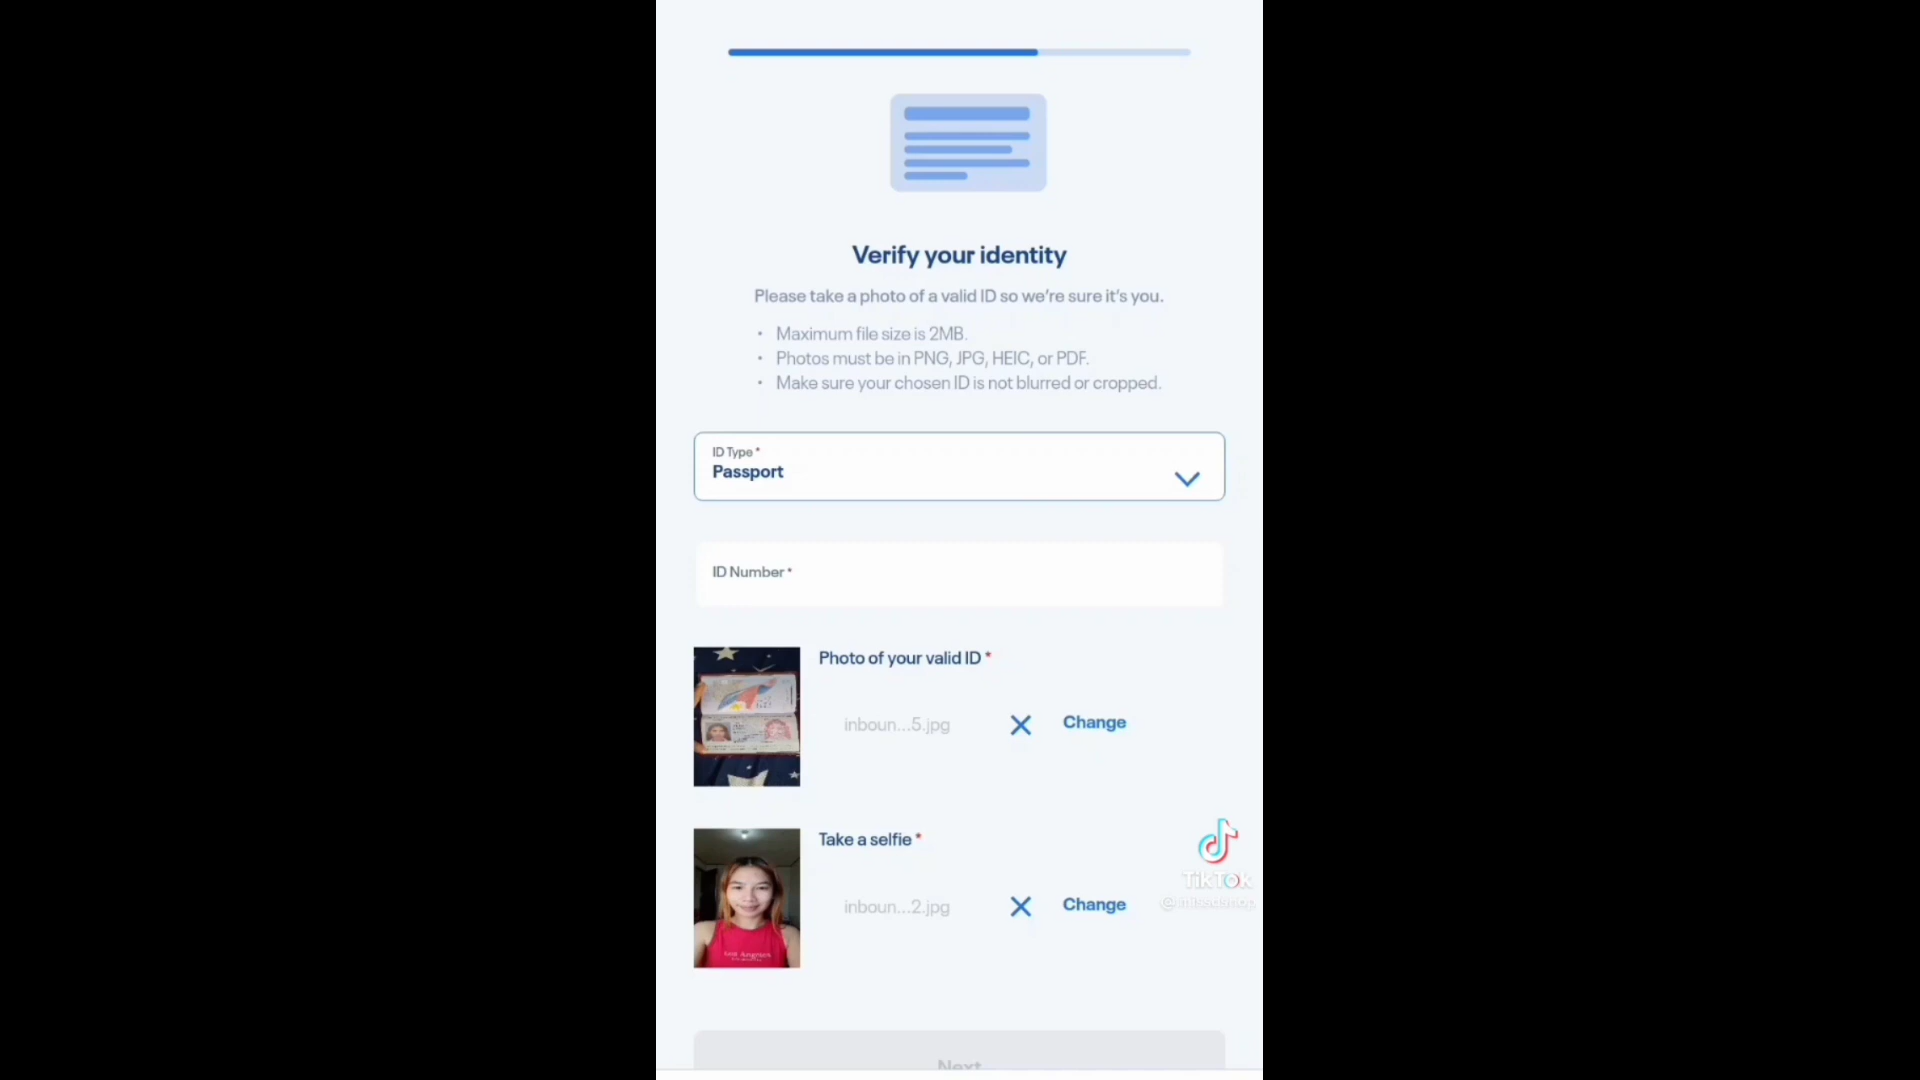 Verify your identity
Please take a photo of a valid ID so we're sure it's you.
• Maximum file size is 2MB.
• Photos must be in PNG, JPG, HEIC, or PDF.
• Make sure your chosen ID is not blurred or cropped.
ID Type *
Passport
ID Number *
Photo of your valid ID *
inboun...5.jpg
Change
Take a selfie *
inboun...2.jpg
Change
Los Angeles
TikTok
Next